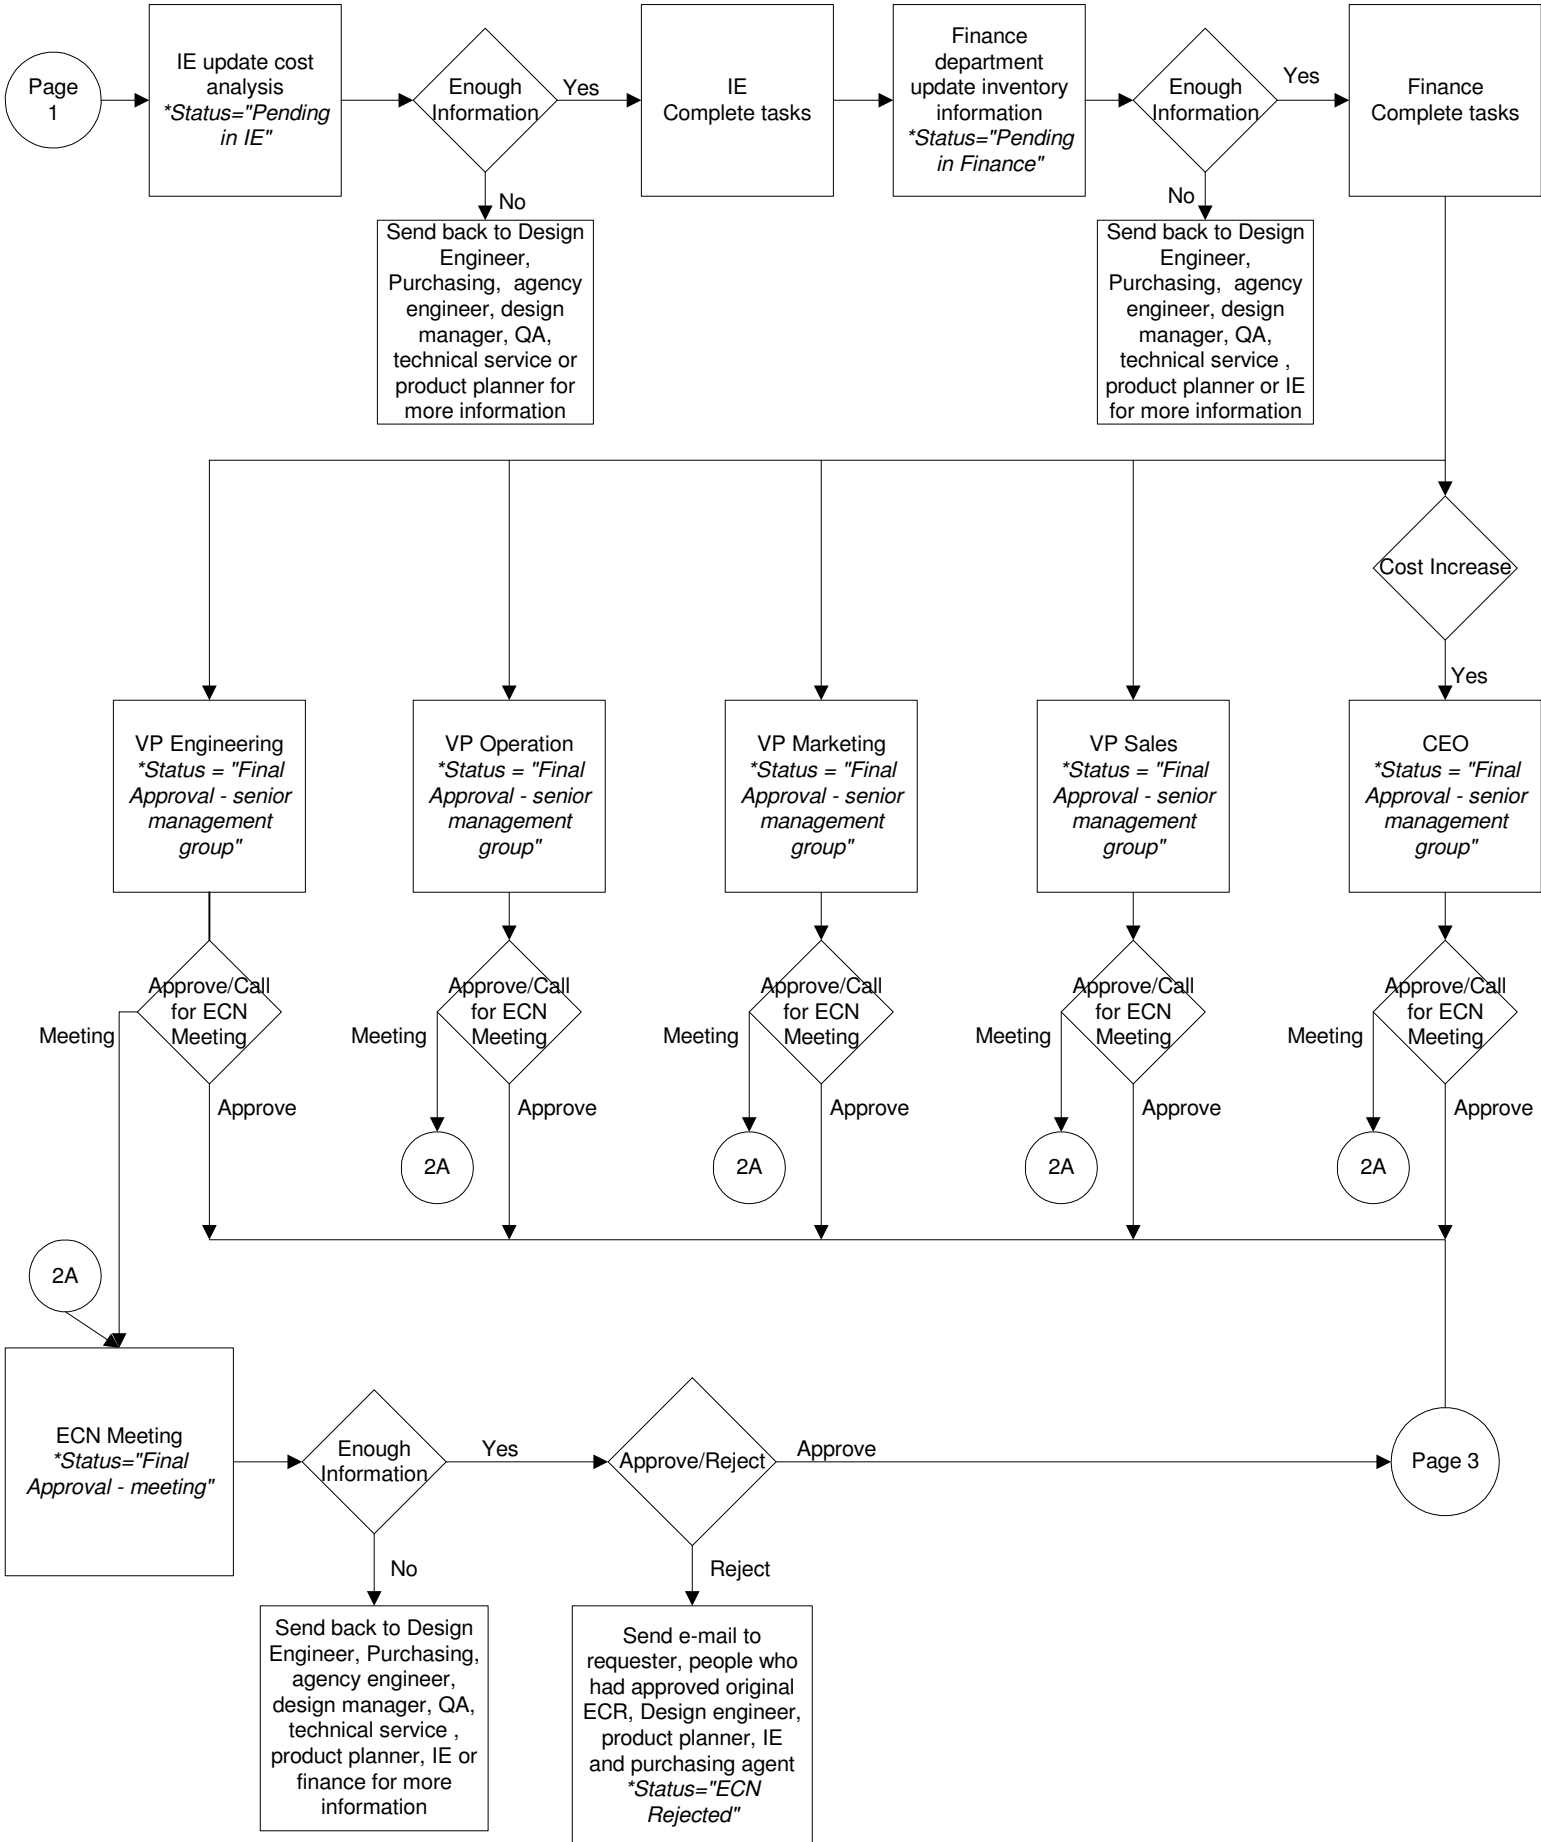 Page
1
IE update cost
analysis
*Status="Pending
in IE"
Enough
Information
Yes
IE
Complete tasks
Finance
department
update inventory
information
*Status="Pending
in Finance"
Enough
Information
Yes
Finance
Complete tasks
No
Send back to Design
Engineer,
Purchasing, agency
engineer, design
manager, QA,
technical service or
product planner for
more information
No
Send back to Design
Engineer,
Purchasing, agency
engineer, design
manager, QA,
technical service ,
product planner or IE
for more information
Cost Increase
Yes
VP Engineering
*Status = "Final
Approval - senior
management
group"
VP Operation
*Status = "Final
Approval - senior
management
group"
VP Marketing
*Status = "Final
Approval - senior
management
group"
VP Sales
*Status = "Final
Approval - senior
management
group"
CEO
*Status = "Final
Approval - senior
management
group"
Approve/Call
for ECN
Meeting
Meeting
Approve
Approve/Call
for ECN
Meeting
Meeting
Approve
2A
Approve/Call
for ECN
Meeting
Meeting
Approve
2A
Approve/Call
for ECN
Meeting
Meeting
Approve
2A
Approve/Call
for ECN
Meeting
Meeting
Approve
2A
2A
ECN Meeting
*Status="Final
Approval - meeting"
Enough
Information
Yes
Approve/Reject
Approve
Page 3
No
Send back to Design
Engineer, Purchasing,
agency engineer,
design manager, QA,
technical service ,
product planner, IE or
finance for more
information
Reject
Send e-mail to
requester, people who
had approved original
ECR, Design engineer,
product planner, IE
and purchasing agent
*Status="ECN
Rejected"